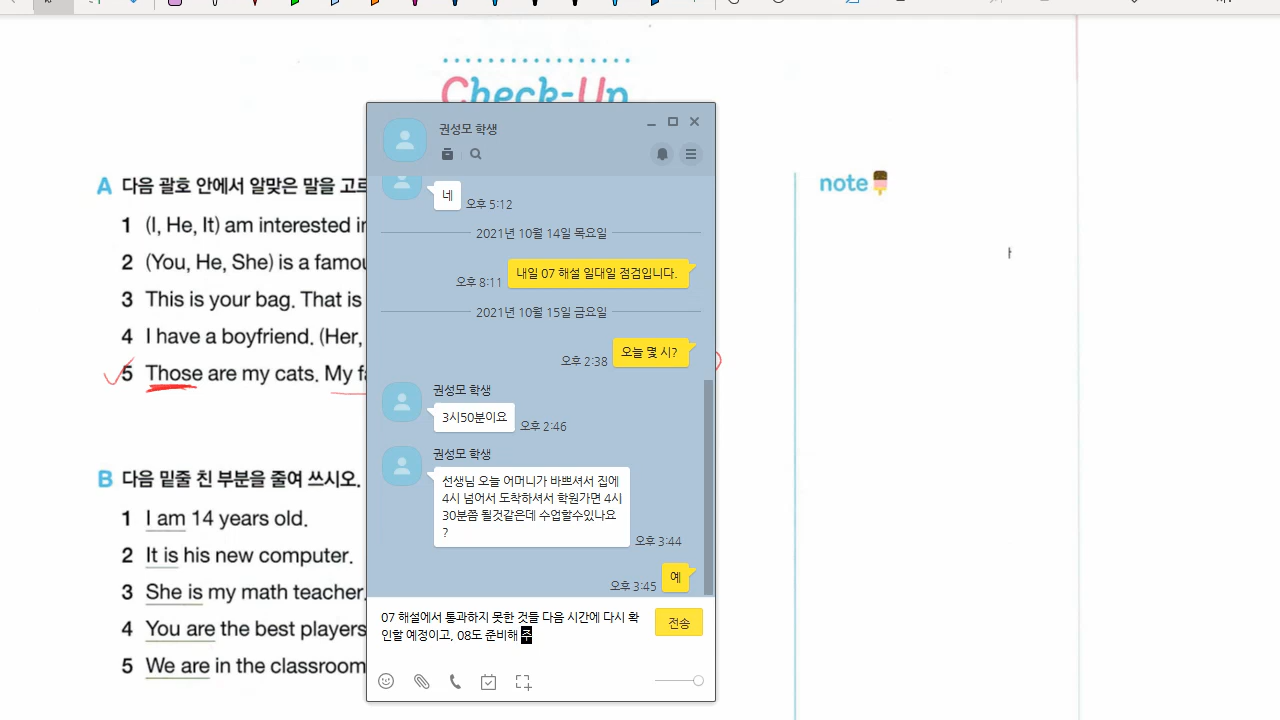 Check-Up
권성모 학생
네
오후 5:12
2021년 10월 14일 목요일
내일 07 해설 일대일 점검입니다.
오후 8:11
2021년 10월 15일 금요일
오늘 몇 시?
오후 2:38
권성모 학생
3시50분이요
오후 2:46
권성모 학생
선생님 오늘 어머니가 바쁘셔서 집에
4시 넘어서 도착하셔서 학원가면 4시
30분쯤 될것같은데 수업할수있나요
?
오후 3:44
예
오후 3:45
07 해설에서 통과하지 못한 것들 다음 시간에 다시 확
인할 예정이고, 08도 준비해 주
전송
A 다음 괄호 안에서 알맞은 말을 고르
1 (I, He, It) am interested in
2 (You, He, She) is a famou
3 This is your bag. That is
4 I have a boyfriend. (Her,
5 Those are my cats. My fa
B 다음 밑줄 친 부분을 줄여 쓰시오.
1 I am 14 years old.
2 It is his new computer.
3 She is my math teacher.
4 You are the best players
5 We are in the classroom
note